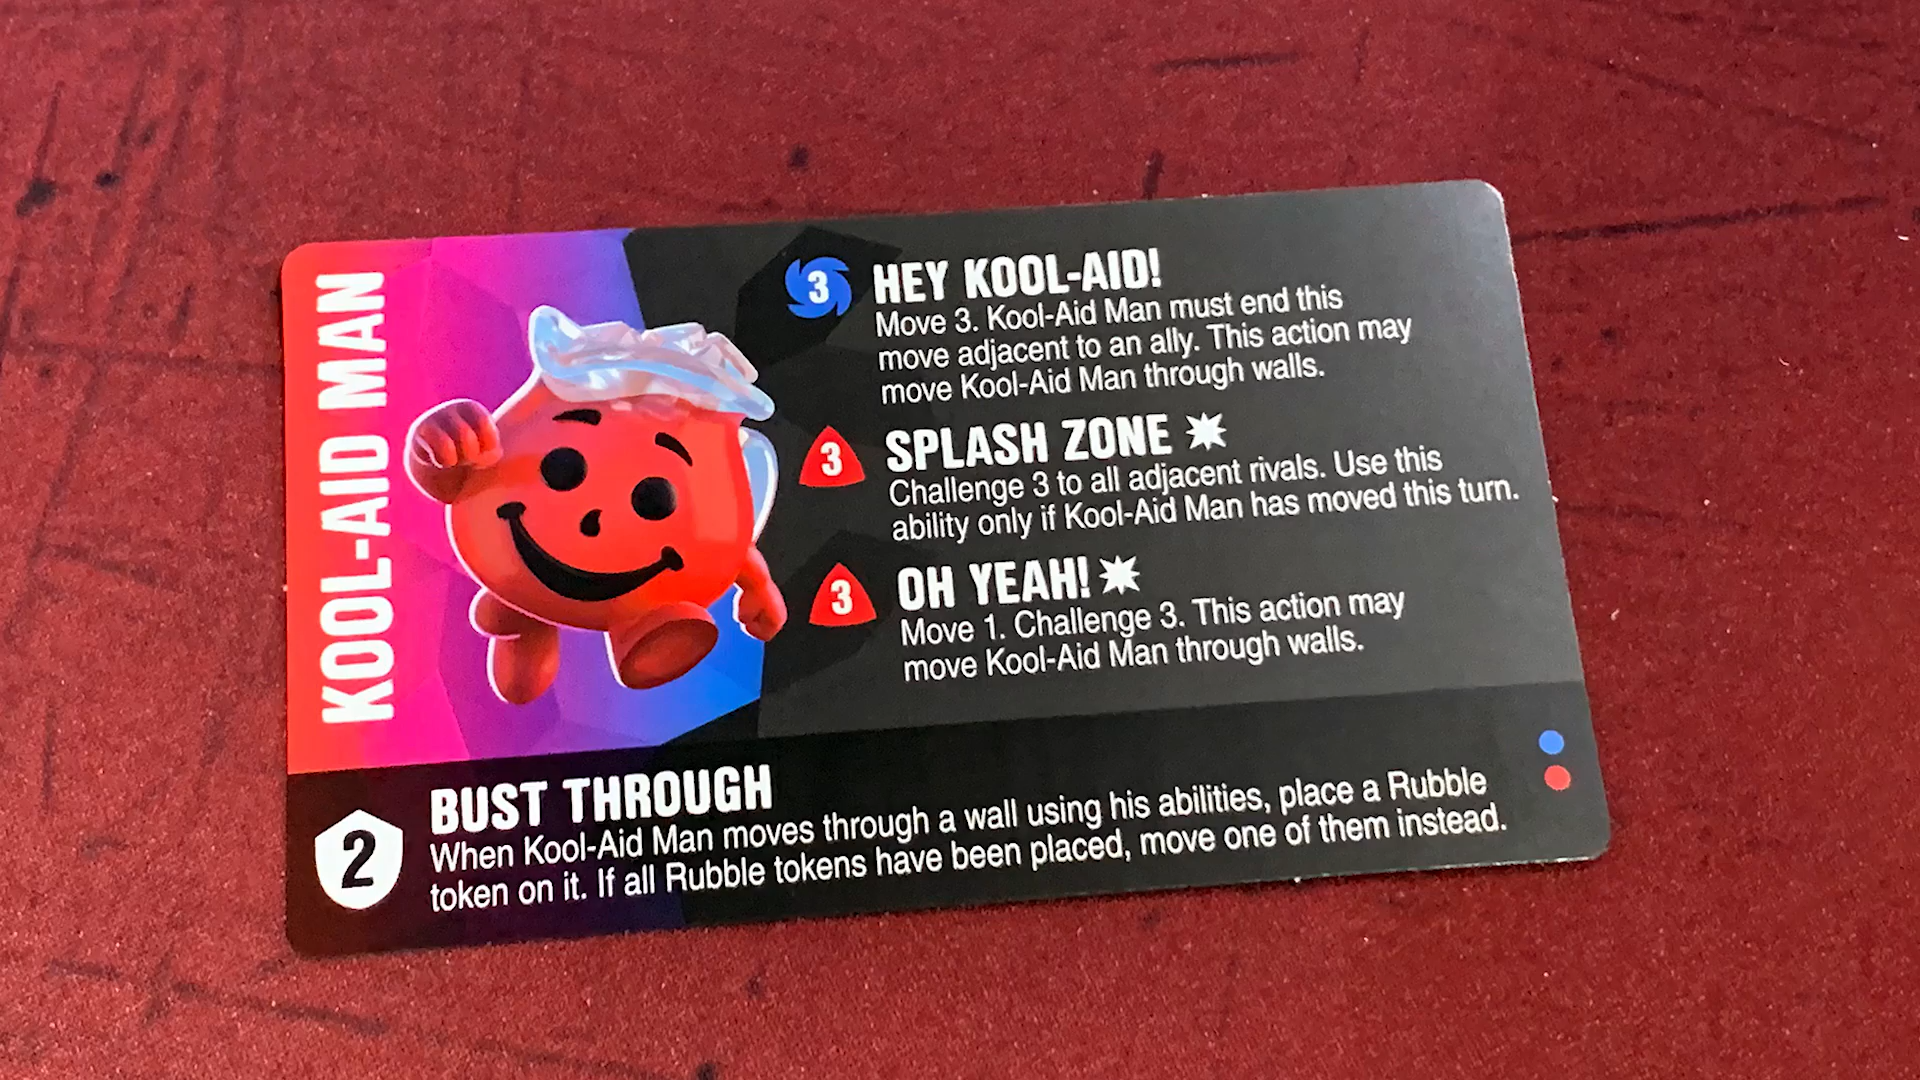 KOOL-AID MAN
3 HEY KOOL-AID!
Move 3. Kool-Aid Man must end this
move adjacent to an ally. This action may
move Kool-Aid Man through walls.
3 SPLASH ZONE
Challenge 3 to all adjacent rivals. Use this
ability only if Kool-Aid Man has moved this turn.
3 OH YEAH!
Move 1. Challenge 3. This action may
move Kool-Aid Man through walls.
2 BUST THROUGH
When Kool-Aid Man moves through a wall using his abilities, place a Rubble
token on it. If all Rubble tokens have been placed, move one of them instead.